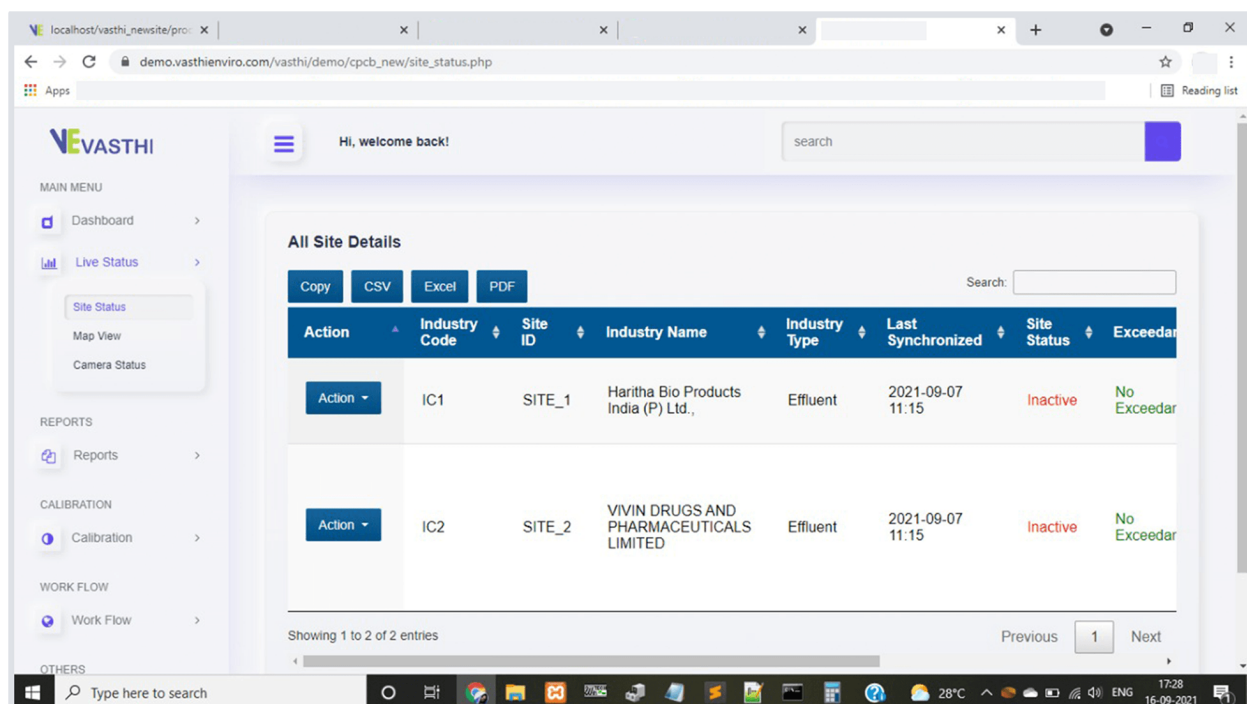 localhost/vasthi_newsite/pro
demo.vasthienviro.com/vasthi/demo/cpcb_new/site_status.php
Apps
Reading list
VE VASTHI
Hi, welcome back!
search
MAIN MENU
Dashboard
Live Status
Site Status
Map View
Camera Status
REPORTS
Reports
CALIBRATION
Calibration
WORK FLOW
Work Flow
OTHERS
All Site Details
Copy CSV Excel PDF
Search:
Action Industry Code Site ID Industry Name Industry Type Last Synchronized Site Status Exceedar
Action IC1 SITE_1 Haritha Bio Products India (P) Ltd., Effluent 2021-09-07 11:15 Inactive No Exceedar
Action IC2 SITE_2 VIVIN DRUGS AND PHARMACEUTICALS LIMITED Effluent 2021-09-07 11:15 Inactive No Exceedar
Showing 1 to 2 of 2 entries
Previous 1 Next
Type here to search
28°C
ENG
17:28
16-09-2021